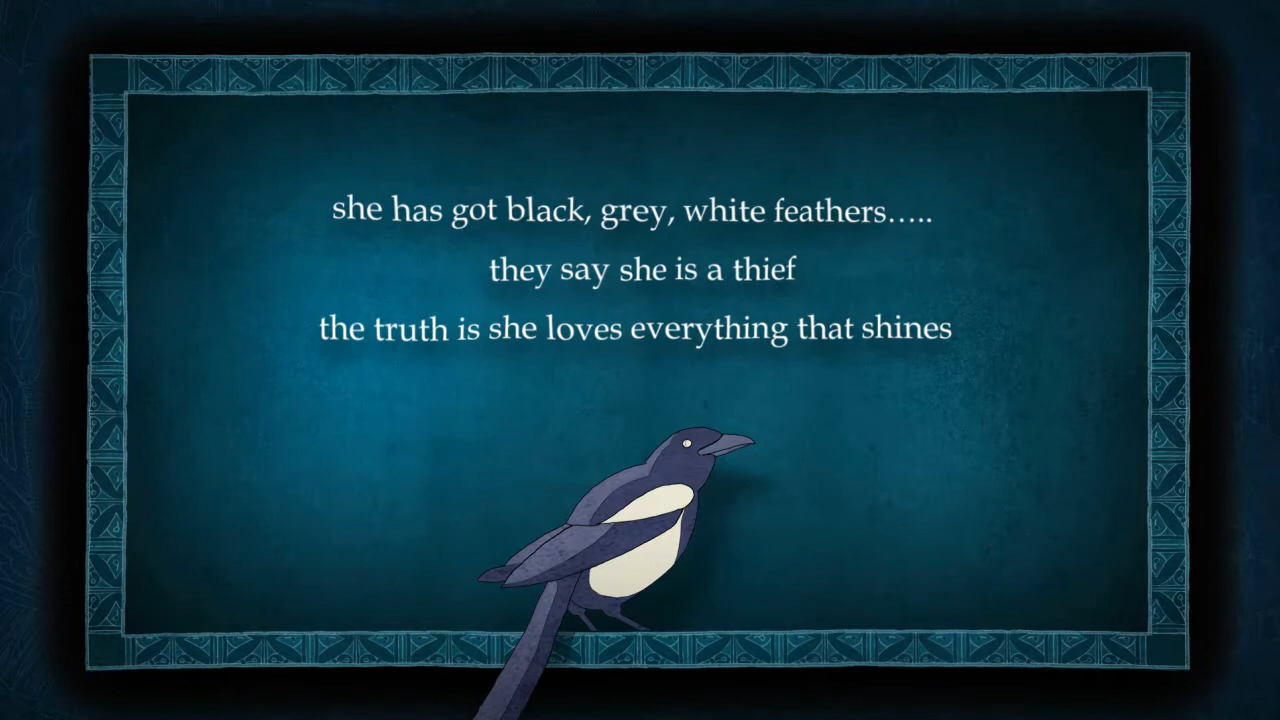 she has got black, grey, white feathers.....
they say she is a thief
the truth is she loves everything that shines